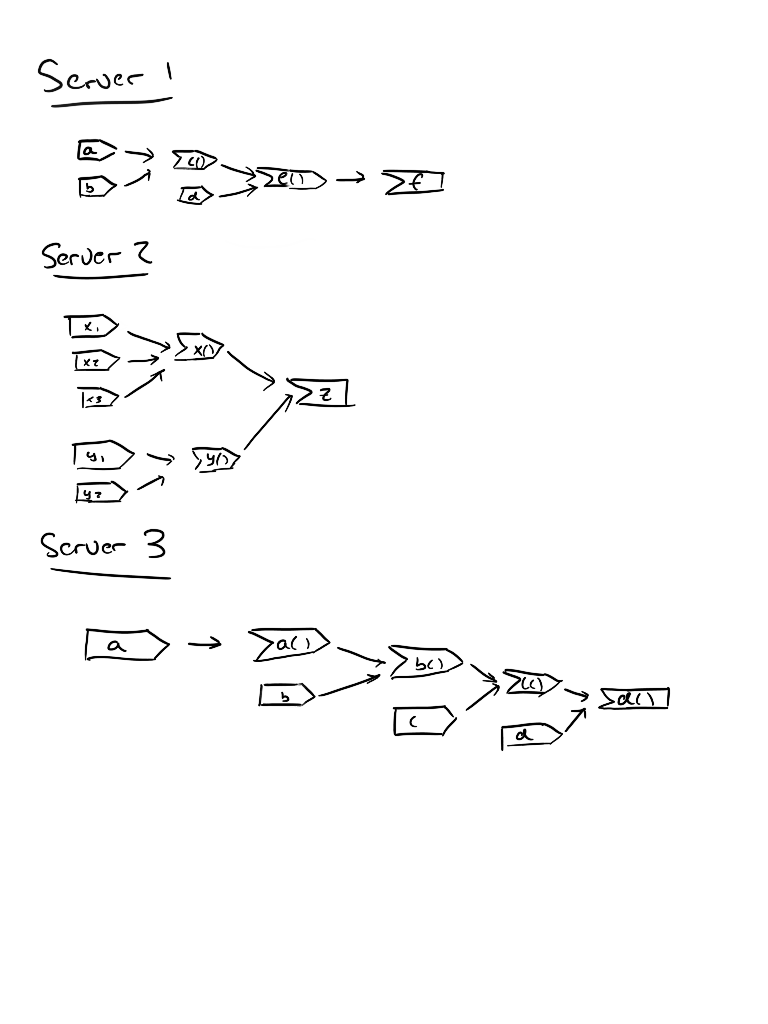 Server 1
a
c()
b
d
e()
f
Server 2
x1
x2
x3
x()
z
y1
y2
y()
Server 3
a
a()
b
b()
c
c()
d
d()